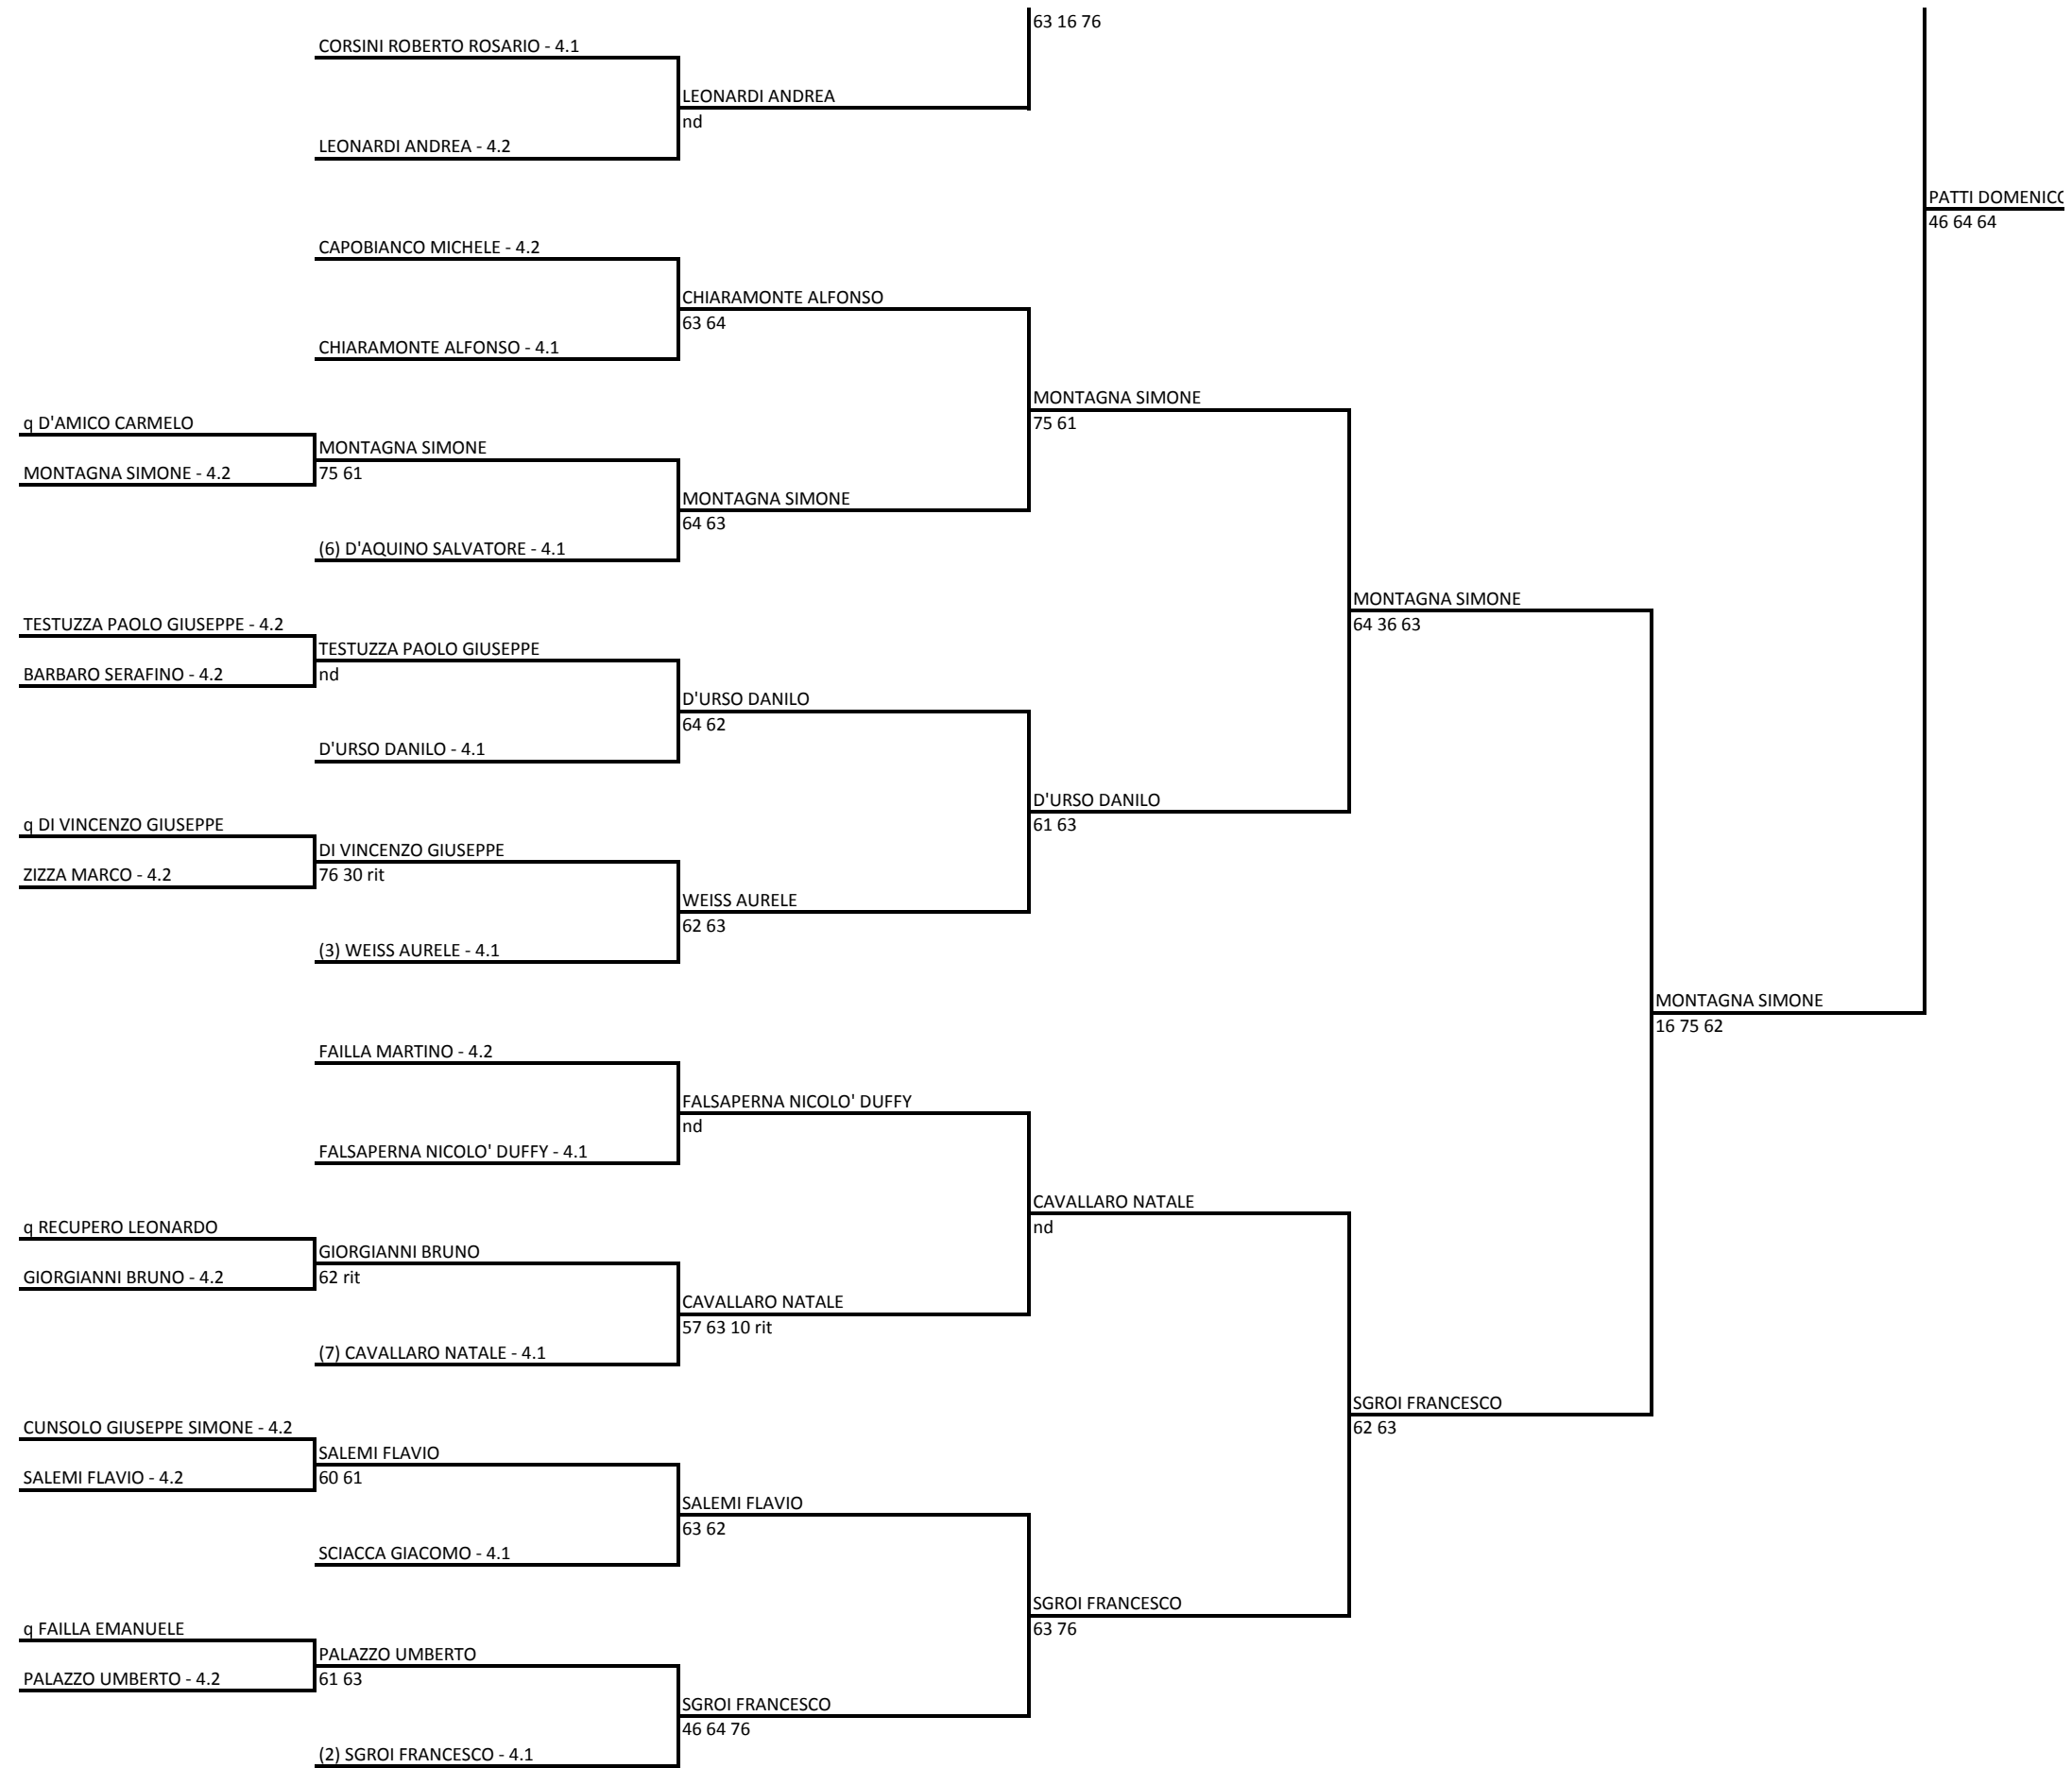 63 16 76
CORSINI ROBERTO ROSARIO - 4.1
LEONARDI ANDREA
nd
LEONARDI ANDREA - 4.2
PATTI DOMENICO
46 64 64
CAPOBIANCO MICHELE - 4.2
CHIARAMONTE ALFONSO
63 64
CHIARAMONTE ALFONSO - 4.1
MONTAGNA SIMONE
75 61
q D'AMICO CARMELO
MONTAGNA SIMONE
75 61
MONTAGNA SIMONE - 4.2
MONTAGNA SIMONE
64 63
(6) D'AQUINO SALVATORE - 4.1
MONTAGNA SIMONE
64 36 63
TESTUZZA PAOLO GIUSEPPE - 4.2
TESTUZZA PAOLO GIUSEPPE
nd
BARBARO SERAFINO - 4.2
D'URSO DANILO
64 62
D'URSO DANILO - 4.1
D'URSO DANILO
61 63
q DI VINCENZO GIUSEPPE
DI VINCENZO GIUSEPPE
76 30 rit
ZIZZA MARCO - 4.2
WEISS AURELE
62 63
(3) WEISS AURELE - 4.1
MONTAGNA SIMONE
16 75 62
FAILLA MARTINO - 4.2
FALSAPERNA NICOLO' DUFFY
nd
FALSAPERNA NICOLO' DUFFY - 4.1
CAVALLARO NATALE
nd
q RECUPERO LEONARDO
GIORGIANNI BRUNO
62 rit
GIORGIANNI BRUNO - 4.2
CAVALLARO NATALE
57 63 10 rit
(7) CAVALLARO NATALE - 4.1
SGROI FRANCESCO
62 63
CUNSOLO GIUSEPPE SIMONE - 4.2
SALEMI FLAVIO
60 61
SALEMI FLAVIO - 4.2
SALEMI FLAVIO
63 62
SCIACCA GIACOMO - 4.1
SGROI FRANCESCO
63 76
q FAILLA EMANUELE
PALAZZO UMBERTO
61 63
PALAZZO UMBERTO - 4.2
SGROI FRANCESCO
46 64 76
(2) SGROI FRANCESCO - 4.1